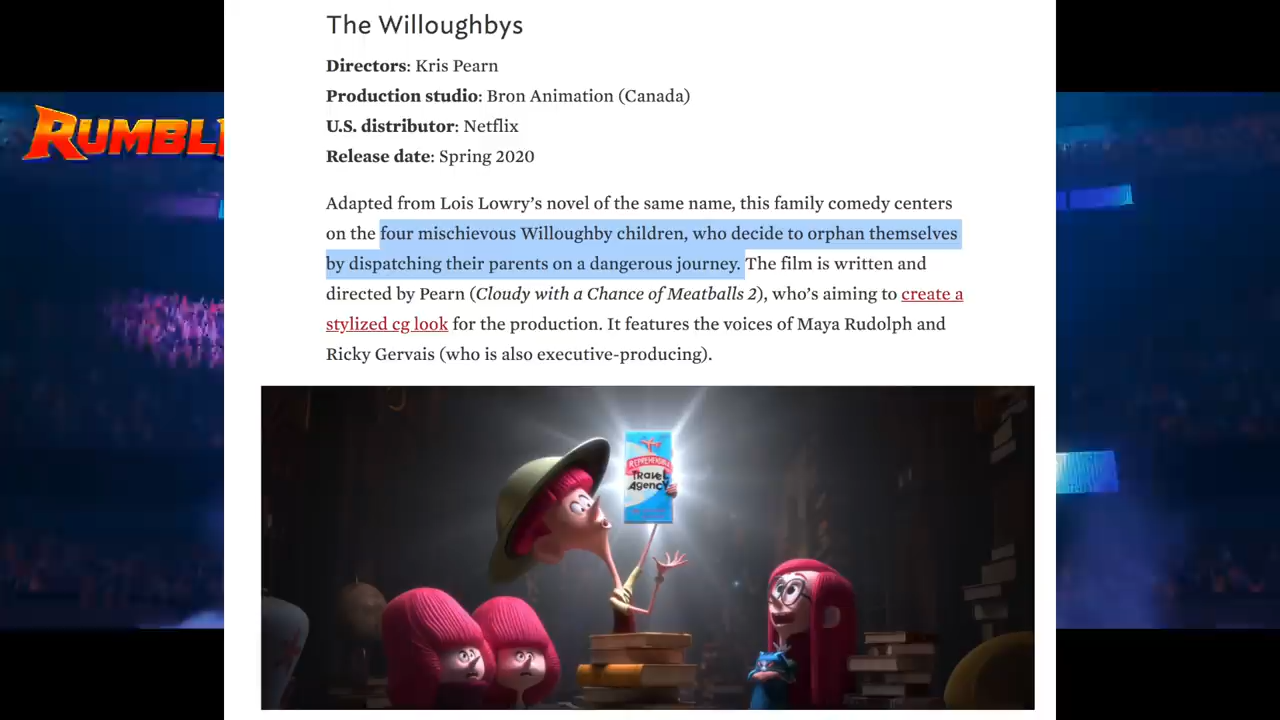 The Willoughbys
RUMBL
Directors: Kris Pearn
Production studio: Bron Animation (Canada)
U.S. distributor: Netflix
Release date: Spring 2020
Adapted from Lois Lowry’s novel of the same name, this family comedy centers
on the four mischievous Willoughby children, who decide to orphan themselves
by dispatching their parents on a dangerous journey. The film is written and
directed by Pearn (Cloudy with a Chance of Meatballs 2), who’s aiming to create a
stylized cg look for the production. It features the voices of Maya Rudolph and
Ricky Gervais (who is also executive-producing).
REPREHENSIBLE
TRAVEL
AGENCY